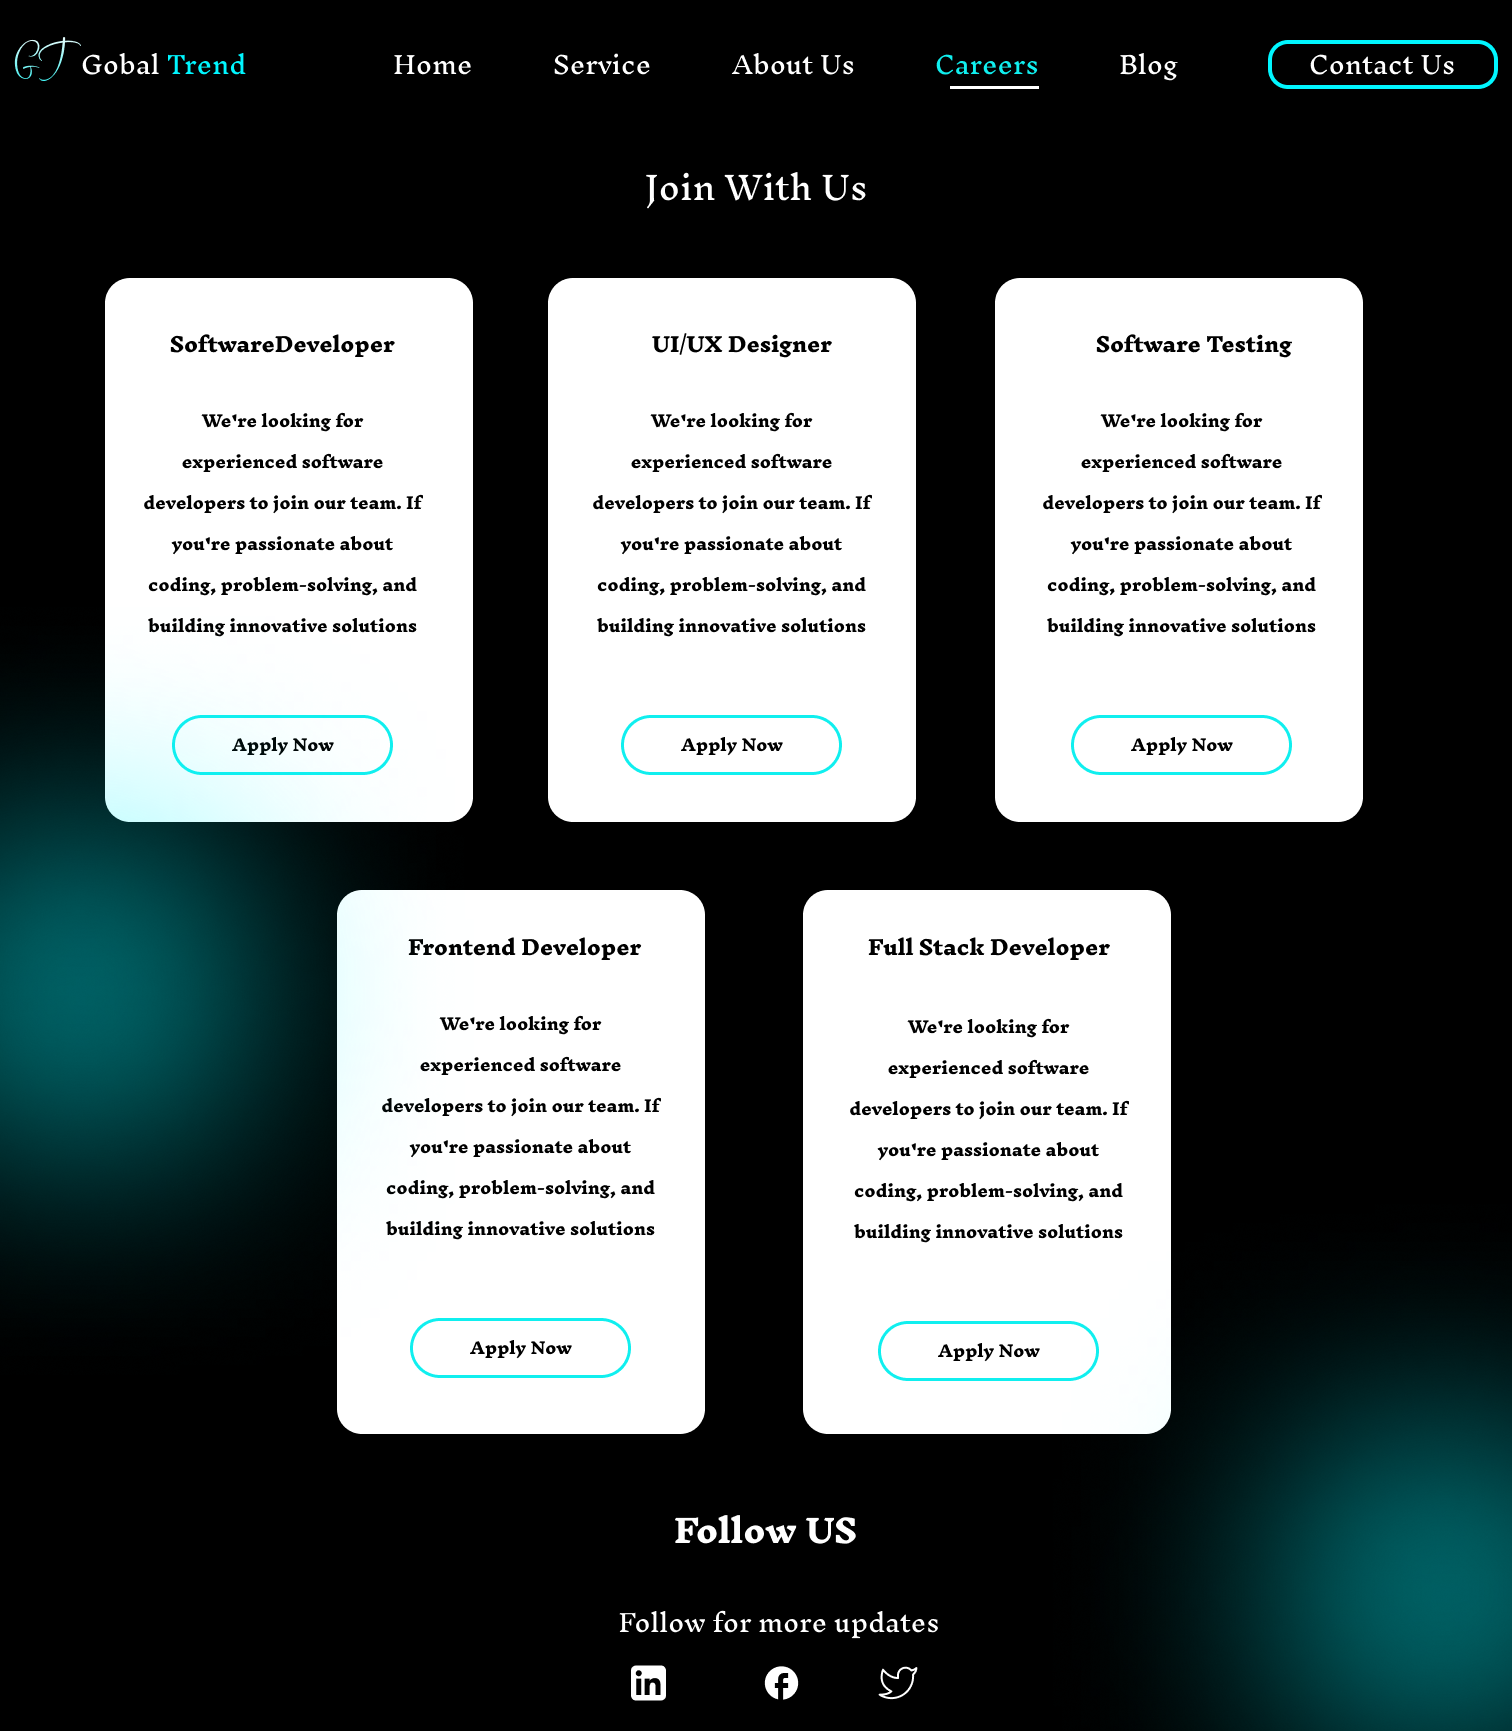 GT Gobal Trend
Home
Service
About Us
Careers
Blog
Contact Us
Join With Us
SoftwareDeveloper
We're looking for
experienced software
developers to join our team. If
you're passionate about
coding, problem-solving, and
building innovative solutions
Apply Now
UI/UX Designer
We're looking for
experienced software
developers to join our team. If
you're passionate about
coding, problem-solving, and
building innovative solutions
Apply Now
Software Testing
We're looking for
experienced software
developers to join our team. If
you're passionate about
coding, problem-solving, and
building innovative solutions
Apply Now
Frontend Developer
We're looking for
experienced software
developers to join our team. If
you're passionate about
coding, problem-solving, and
building innovative solutions
Apply Now
Full Stack Developer
We're looking for
experienced software
developers to join our team. If
you're passionate about
coding, problem-solving, and
building innovative solutions
Apply Now
Follow US
Follow for more updates
in